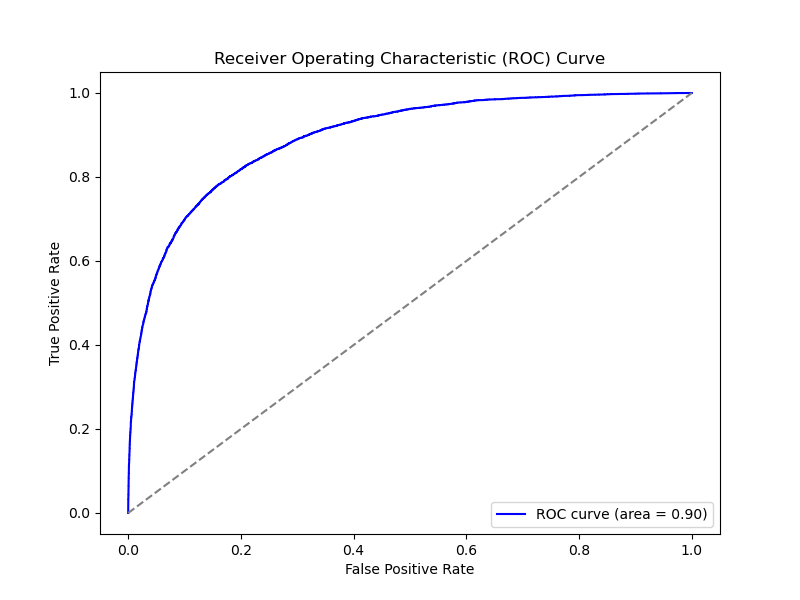 Receiver Operating Characteristic (ROC) Curve
1.0
0.8
0.6
0.4
0.2
0.0
True Positive Rate
ROC curve (area = 0.90)
0.0 0.2 0.4 0.6 0.8 1.0
False Positive Rate